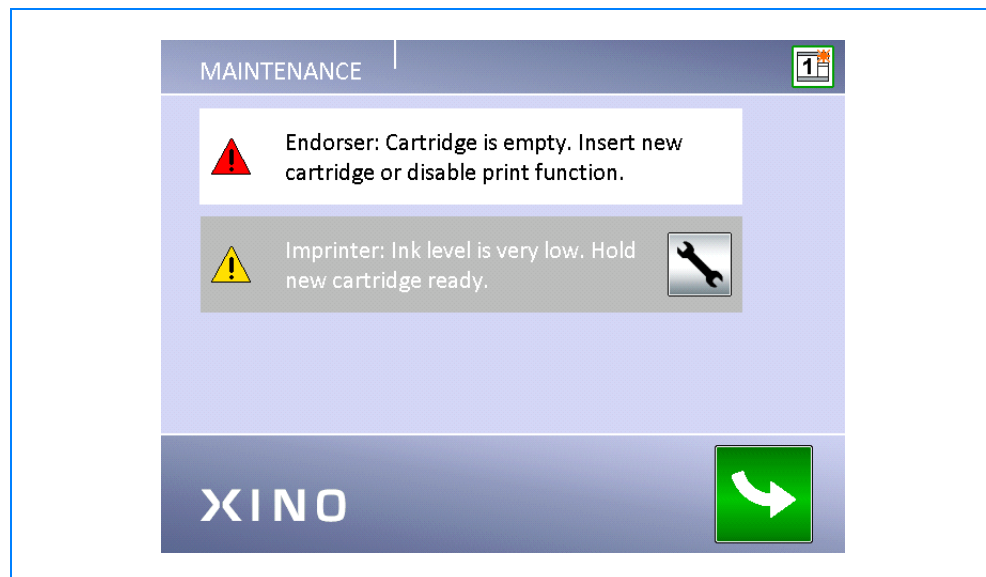 MAINTENANCE
1
Endorser: Cartridge is empty. Insert new
cartridge or disable print function.
Imprinter: Ink level is very low. Hold
new cartridge ready.
XINO